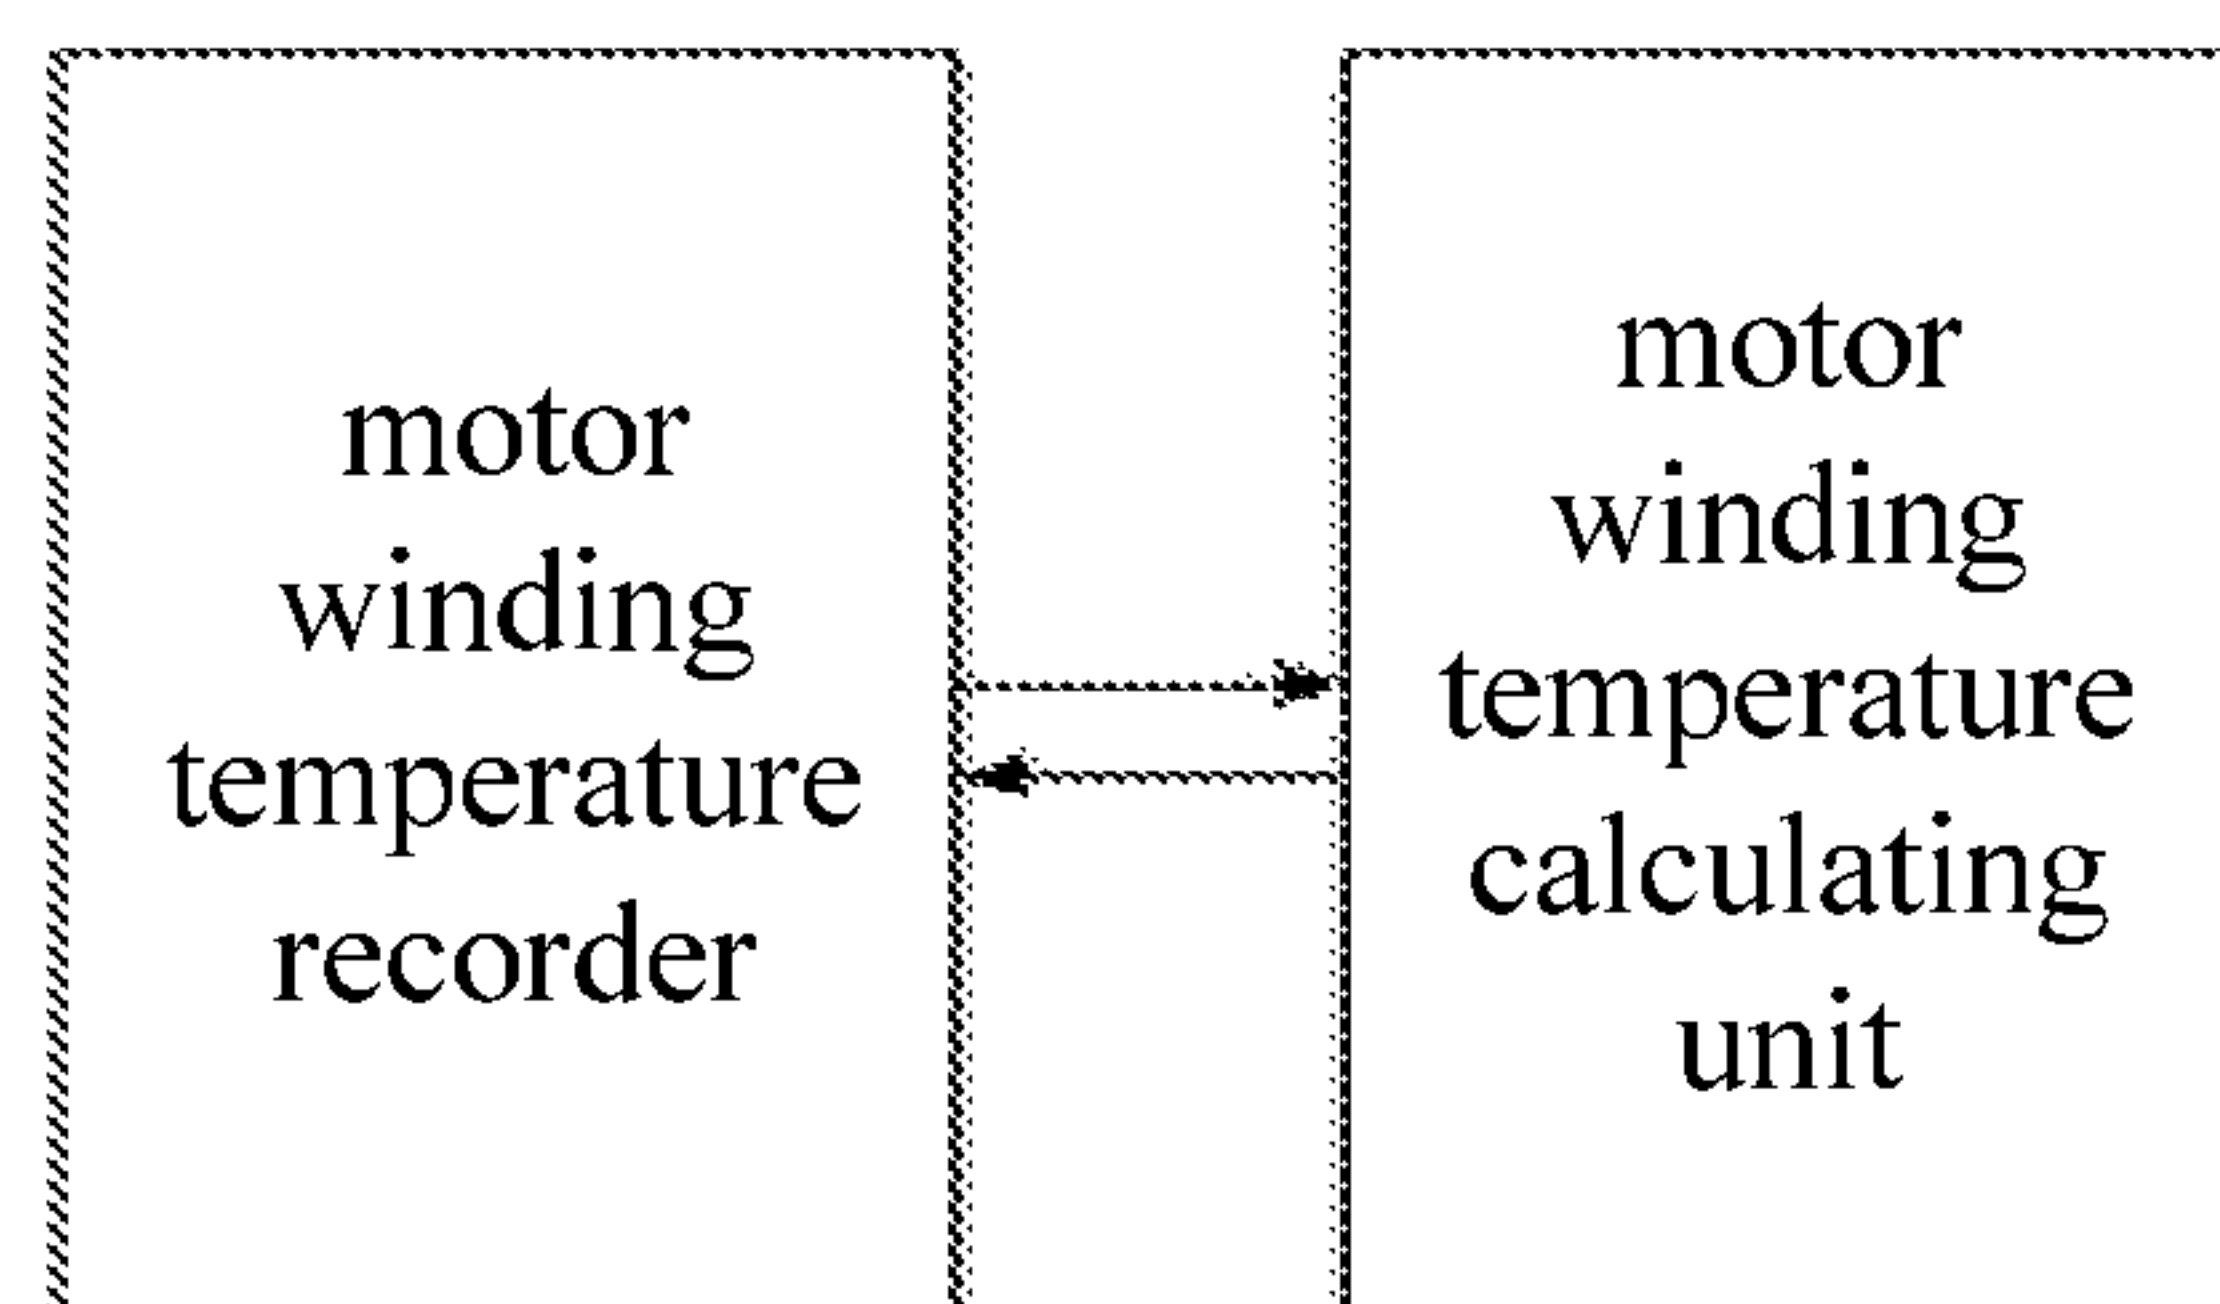 motor
winding
temperature
recorder
motor
winding
temperature
calculating
unit